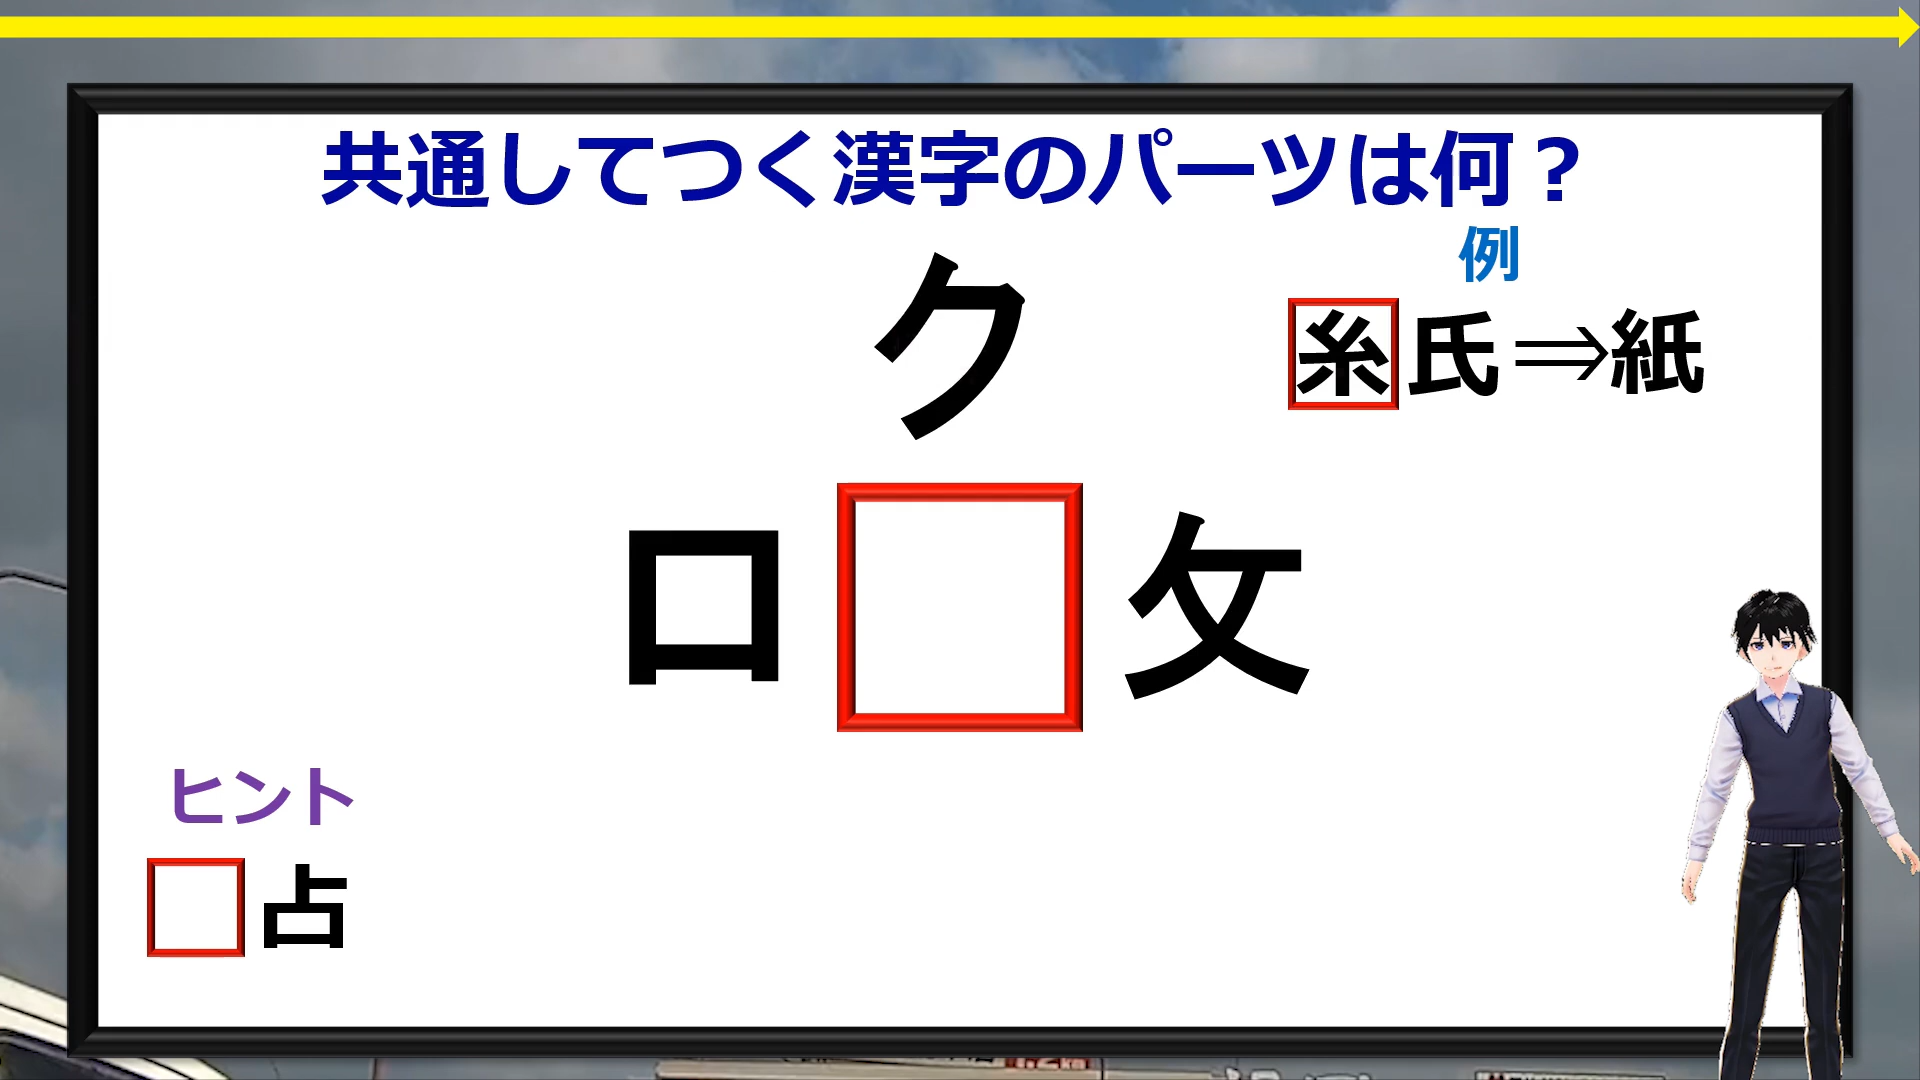 共通してつく漢字のパーツは何？
例
糸氏⇒紙
ク
口攵
ヒント
占